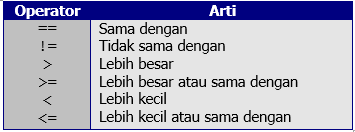 Operator Arti
== Sama dengan
!= Tidak sama dengan
> Lebih besar
>= Lebih besar atau sama dengan
< Lebih kecil
<= Lebih kecil atau sama dengan